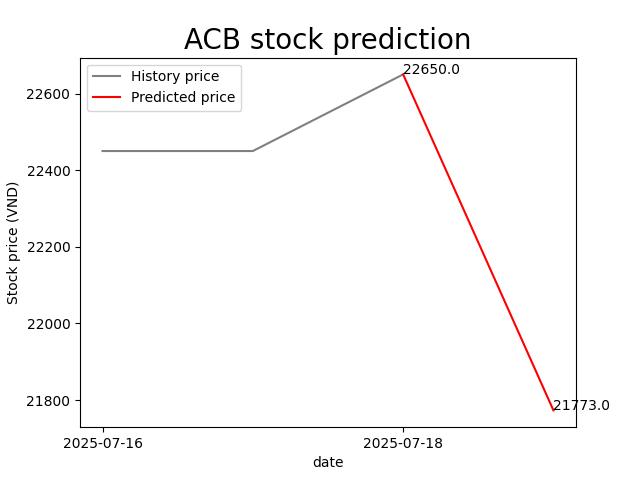 ACB stock prediction
History price
Predicted price
22650.0
21773.0
22600
22400
22200
22000
21800
Stock price (VND)
2025-07-16
2025-07-18
date